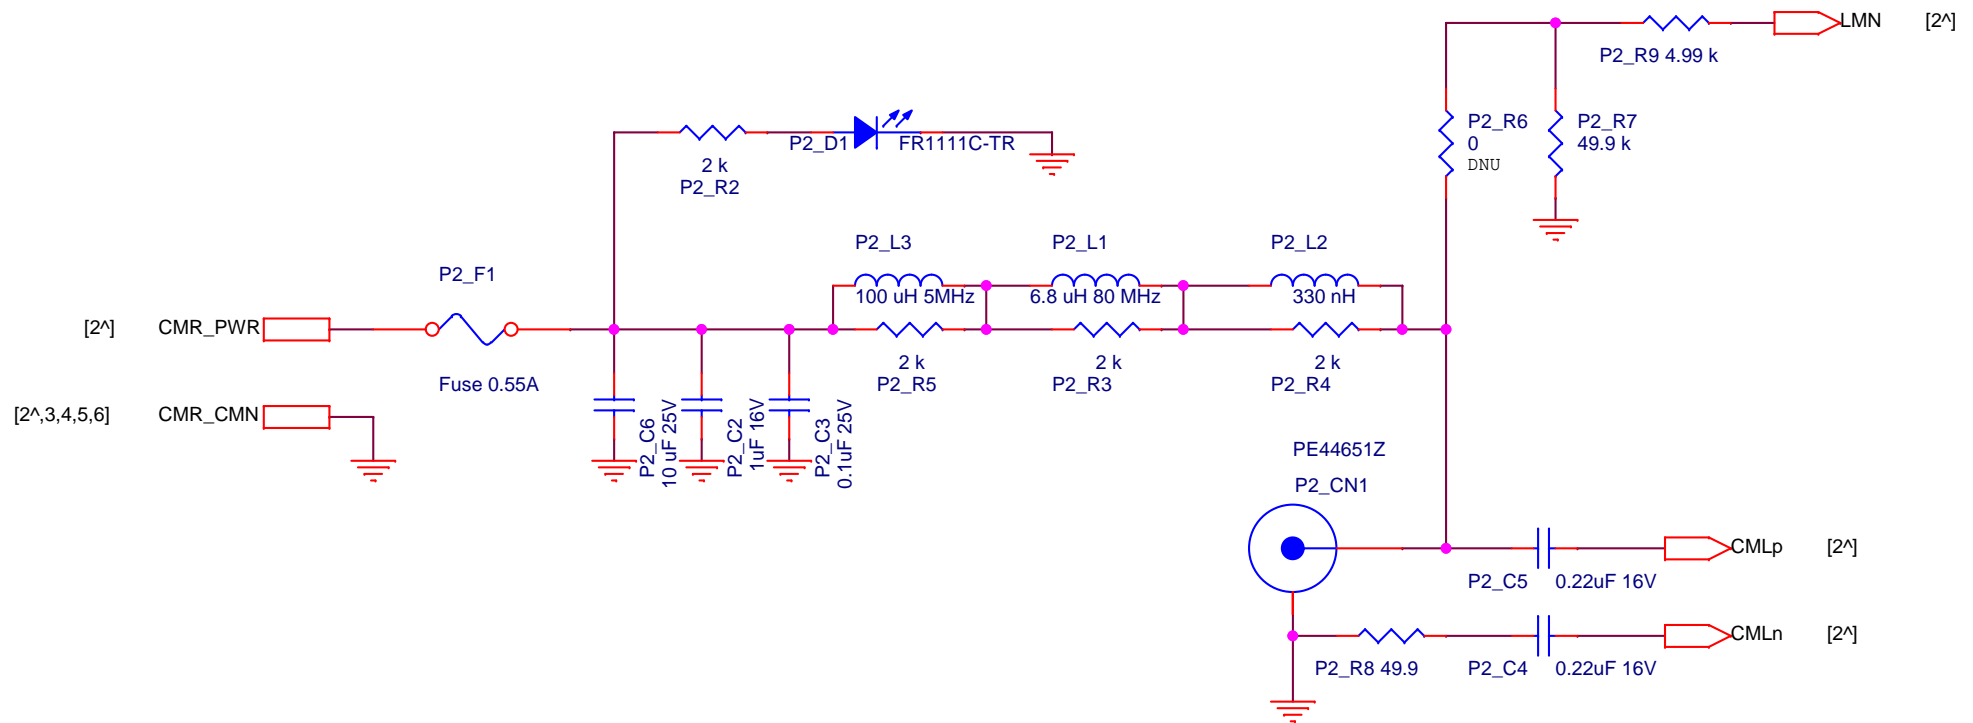 LMN [2^]
P2_R9 4.99 k
P2_R6
0
DNU
P2_R7
49.9 k
P2_D1
FR1111C-TR
2 k
P2_R2
P2_L3
100 uH 5MHz
P2_L1
6.8 uH 80 MHz
P2_L2
330 nH
P2_F1
Fuse 0.55A
[2^] CMR_PWR
[2^,3,4,5,6] CMR_CMN
2 k
P2_R5
2 k
P2_R3
2 k
P2_R4
P2_C6
10 uF 25V
P2_C2
1uF 16V
P2_C3
0.1uF 25V
PE44651Z
P2_CN1
CMLp [2^]
P2_C5 0.22uF 16V
CMLn [2^]
P2_R8 49.9
P2_C4 0.22uF 16V